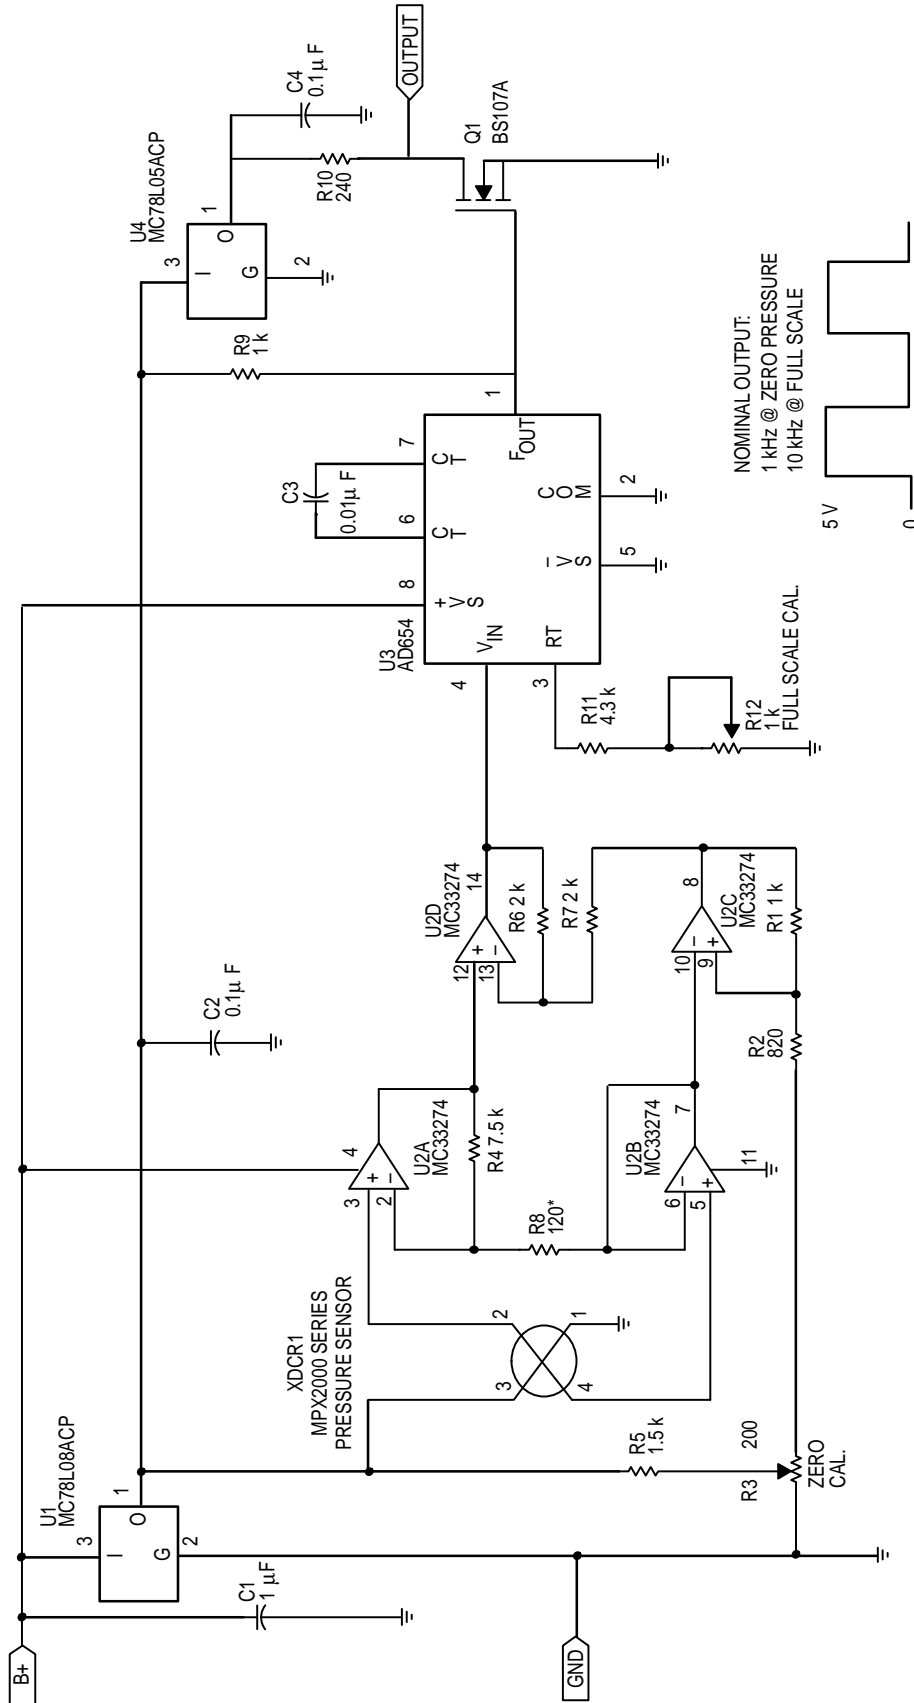 B+
C1
1 µF
U1
MC78L08ACP
3
I
O
1
G
2
GND
XDCR1
MPX2000 SERIES
PRESSURE SENSOR
3
2
4
1
R5
1.5 k
R3
200
ZERO
CAL.
3
2
4
U2A
MC33274
R4 7.5 k
R8
120*
6
5
7
U2B
MC33274
11
R2
820
C2
0.1µ F
12
13
14
U2D
MC33274
R6 2 k
R7 2 k
10
9
8
U2C
MC33274
R1 1 k
U3
AD654
4
VIN
8
+
V
S
6
C
T
7
C
T
C3
0.01µ F
3
RT
5
−
V
S
2
C
O
M
FOUT
1
R11
4.3 k
R12
1 k
FULL SCALE CAL.
R9
1 k
U4
MC78L05ACP
3
I
O
1
G
2
C4
0.1µ F
R10
240
OUTPUT
Q1
BS107A
NOMINAL OUTPUT:
1 kHz @ ZERO PRESSURE
10 kHz @ FULL SCALE
5 V
0